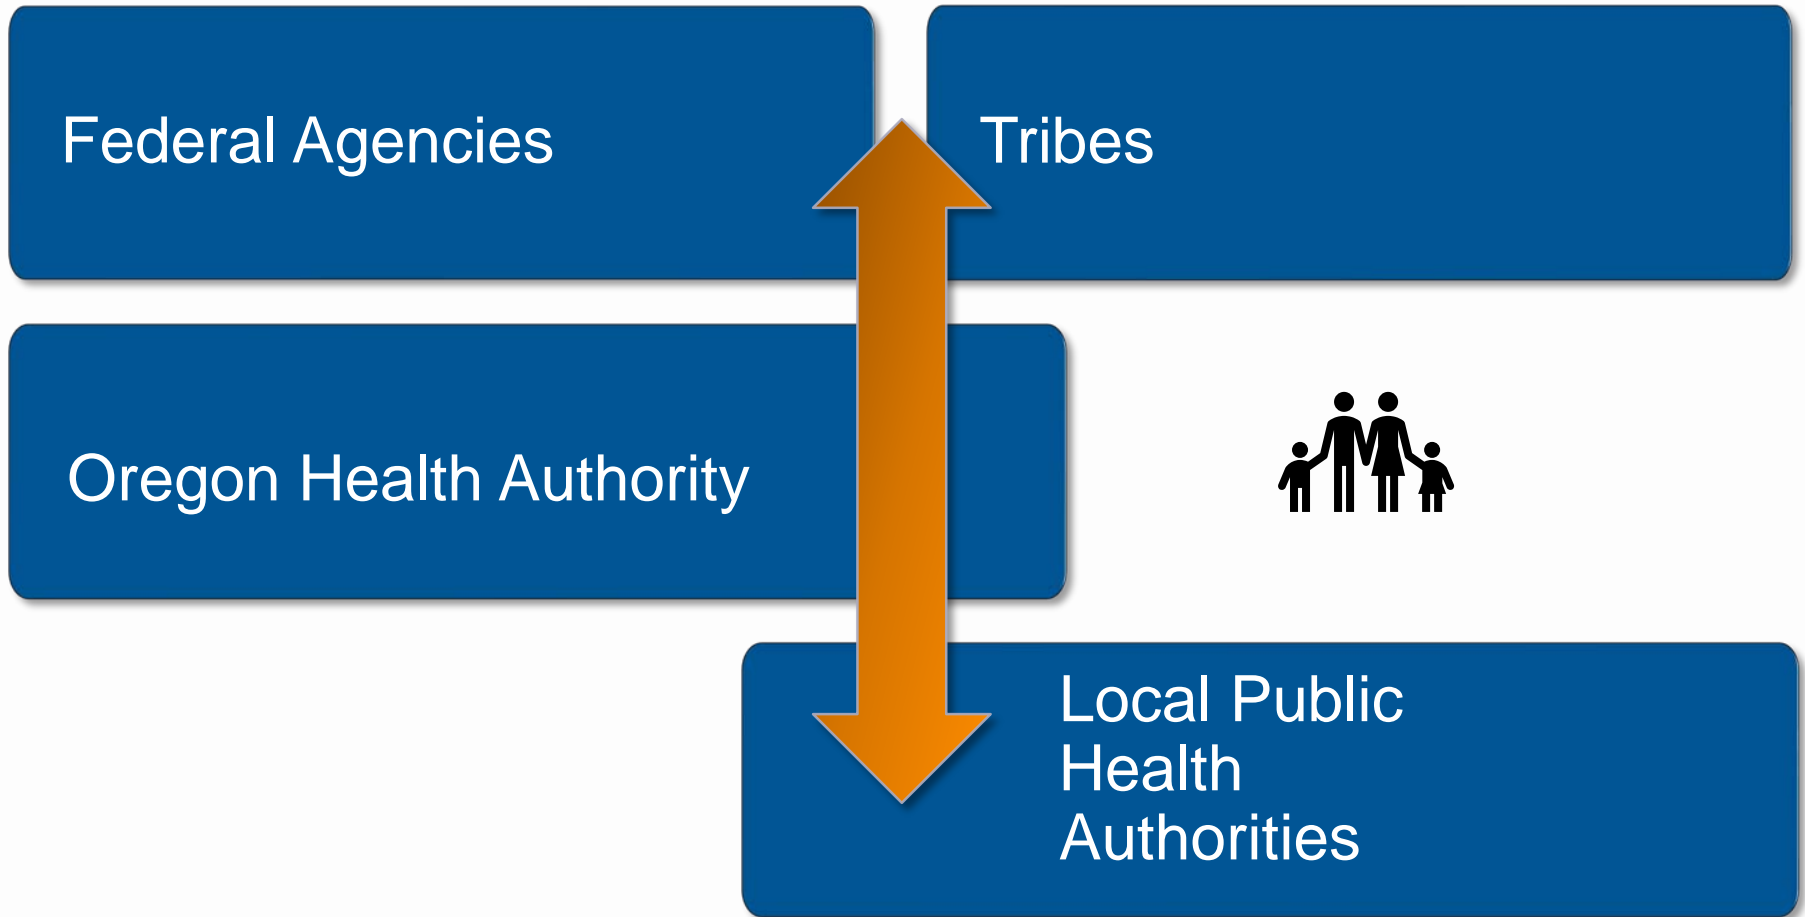 Federal Agencies
Tribes
Oregon Health Authority
Local Public
Health
Authorities